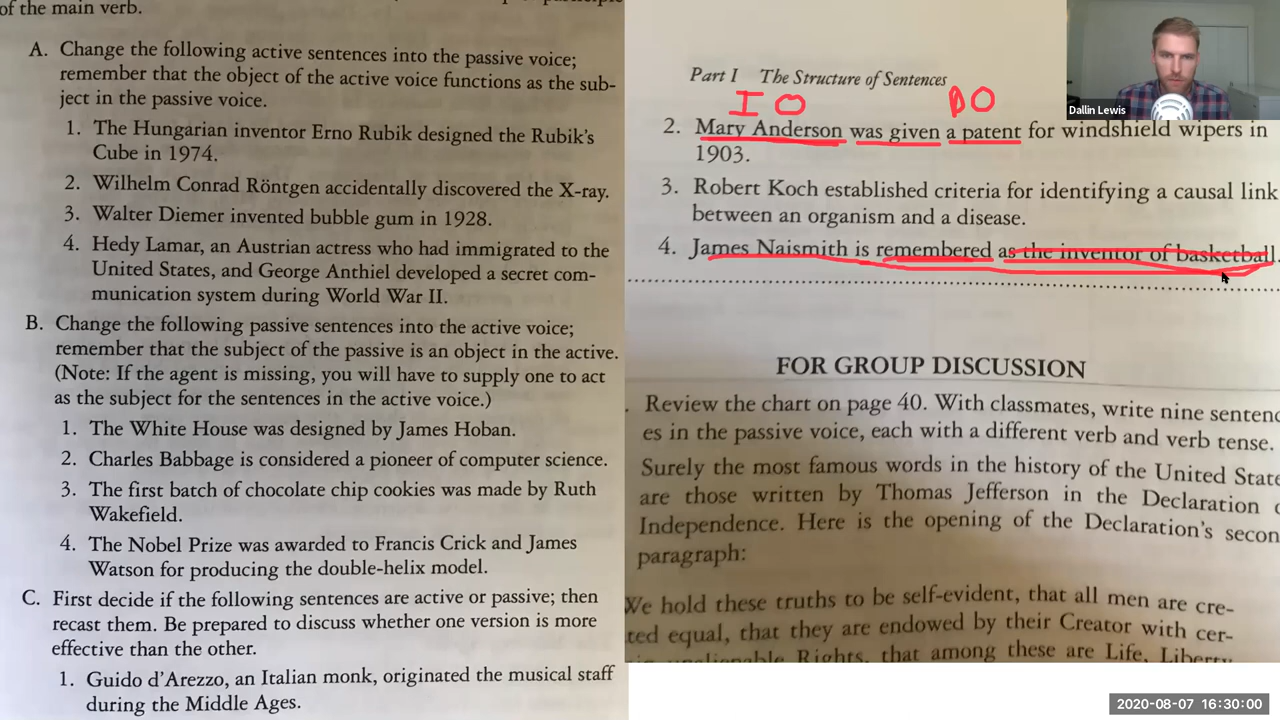 of the main verb.
A. Change the following active sentences into the passive voice;
remember that the object of the active voice functions as the sub-
ject in the passive voice.
1. The Hungarian inventor Erno Rubik designed the Rubik's
Cube in 1974.
2. Wilhelm Conrad Röntgen accidentally discovered the X-ray.
3. Walter Diemer invented bubble gum in 1928.
4. Hedy Lamar, an Austrian actress who had immigrated to the
United States, and George Anthiel developed a secret com-
munication system during World War II.
B. Change the following passive sentences into the active voice;
remember that the subject of the passive is an object in the active.
(Note: If the agent is missing, you will have to supply one to act
as the subject for the sentences in the active voice.)
1. The White House was designed by James Hoban.
2. Charles Babbage is considered a pioneer of computer science.
3. The first batch of chocolate chip cookies was made by Ruth
Wakefield.
4. The Nobel Prize was awarded to Francis Crick and James
Watson for producing the double-helix model.
C. First decide if the following sentences are active or passive; then
recast them. Be prepared to discuss whether one version is more
effective than the other.
1. Guido d'Arezzo, an Italian monk, originated the musical staff
during the Middle Ages.
Part I The Structure of Sentences
IO DO
2. Mary Anderson was given a patent for windshield wipers in
1903.
3. Robert Koch established criteria for identifying a causal link
between an organism and a disease.
4. James Naismith is remembered as the inventor of basketball.
FOR GROUP DISCUSSION
Review the chart on page 40. With classmates, write nine sentenc
es in the passive voice, each with a different verb and verb tense.
Surely the most famous words in the history of the United State
are those written by Thomas Jefferson in the Declaration
Independence. Here is the opening of the Declaration's secon
paragraph:
We hold these truths to be self-evident, that all men are cre-
ted equal, that they are endowed by their Creator with cer-
Rights, that among these are Life, Liberty
Dallin Lewis
2020-08-07 16:30:00